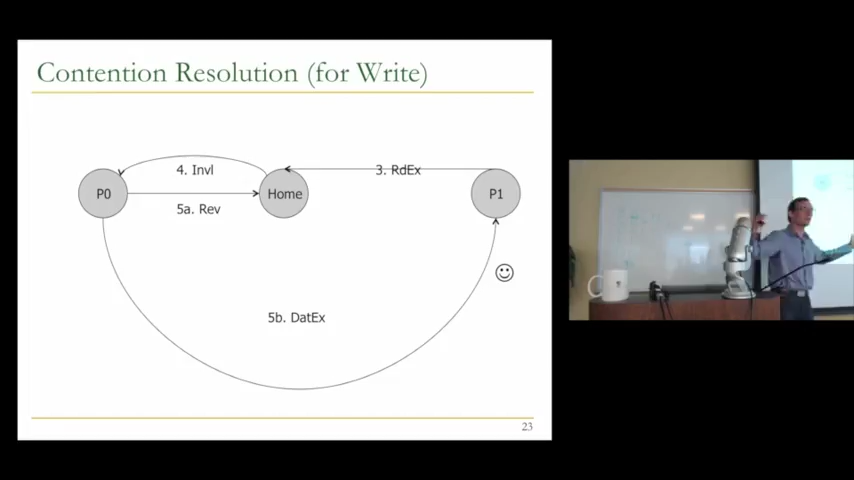 Contention Resolution (for Write)
4. Invl
3. RdEx
P0
Home
P1
5a. Rev
5b. DatEx
23